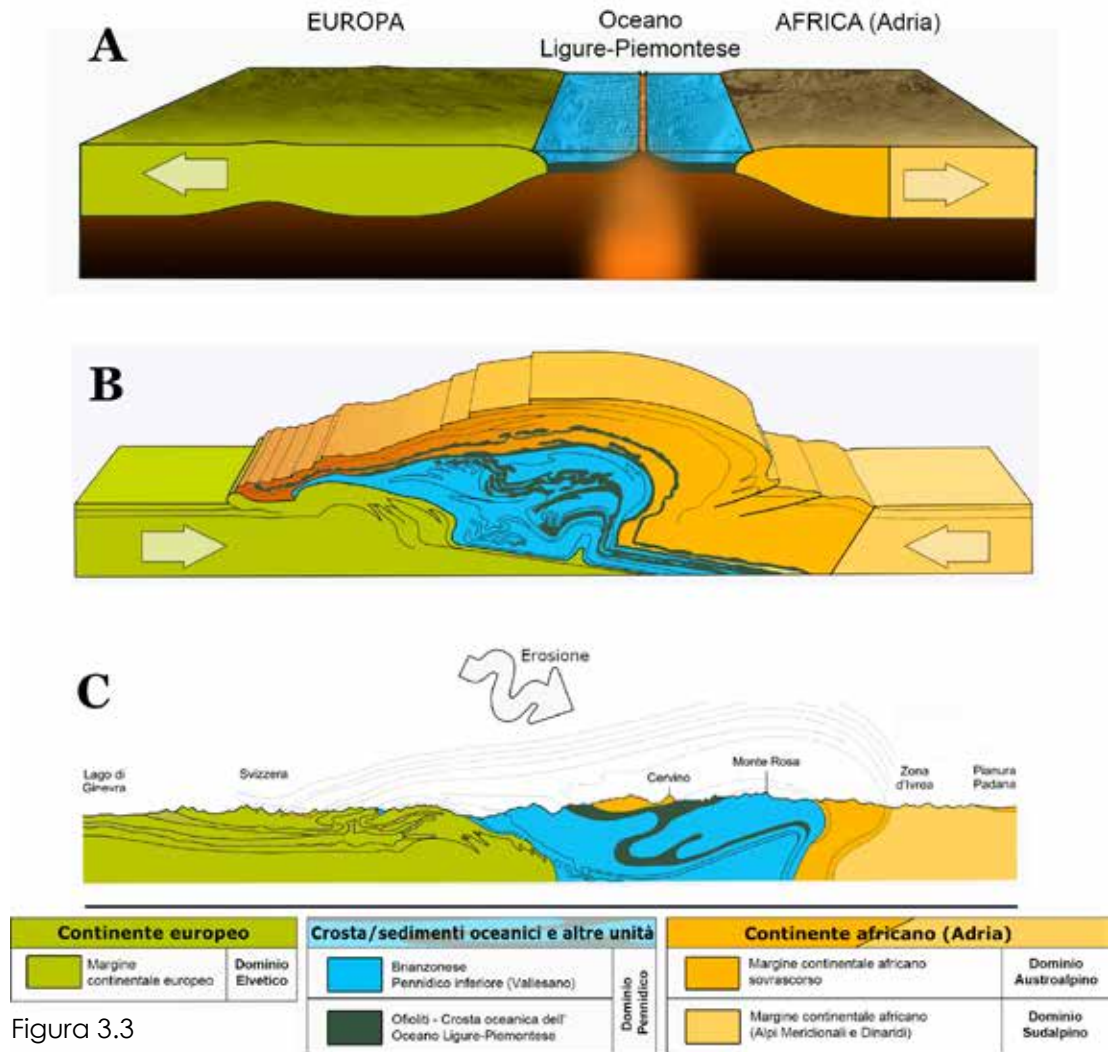 A
EUROPA
Oceano
Ligure-Piemontese
AFRICA (Adria)
B
C
Erosione
Lago di
Ginevra
Svizzera
Cervino
Monte Rosa
Zona
d'Ivrea
Pianura
Padana
Continente europeo
Margine
continentale europeo
Dominio
Elvetico
Crosta/sedimenti oceanici e altre unità
Brianzonese
Pennidico inferiore (Vallesano)
Ofioliti - Crosta oceanica dell'
Oceano Ligure-Piemontese
Dominio
Pennidico
Continente africano (Adria)
Margine continentale africano
sovrascorso
Dominio
Austroalpino
Margine continentale africano
(Alpi Meridionali e Dinaridi)
Dominio
Sudalpino
Figura 3.3